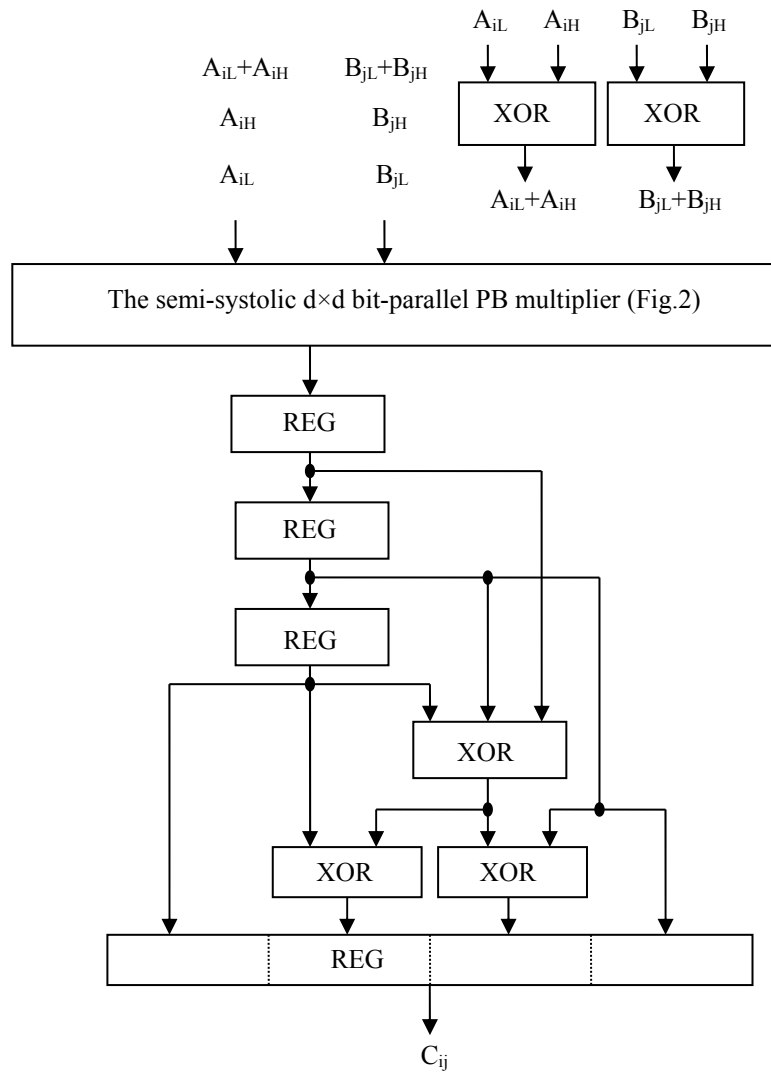 A_iL A_iH B_jL B_jH
A_iL+A_iH B_jL+B_jH
XOR XOR
A_iH B_jH
A_iL B_jL
A_iL+A_iH B_jL+B_jH
The semi-systolic d×d bit-parallel PB multiplier (Fig.2)
REG
REG
REG
XOR
XOR XOR
REG
C_ij